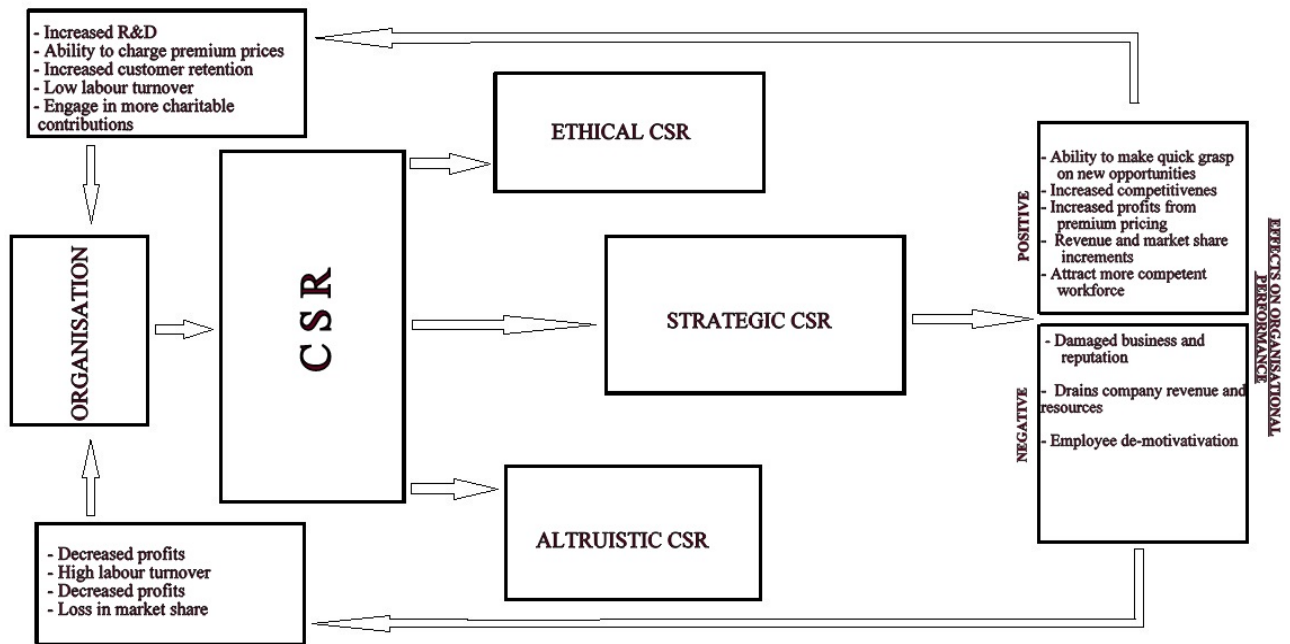 - Increased R&D
- Ability to charge premium prices
- Increased customer retention
- Low labour turnover
- Engage in more charitable
contributions
ORGANISATION
- Decreased profits
- High labour turnover
- Decreased profits
- Loss in market share
C S R
ETHICAL CSR
STRATEGIC CSR
ALTRUISTIC CSR
POSITIVE
- Ability to make quick grasp
on new opportunities
- Increased competitivenes
- Increased profits from
premium pricing
- Revenue and market share
increments
- Attract more competent
workforce
NEGATIVE
- Damaged business and
reputation
- Drains company revenue and
resources
- Employee de-motivativation
EFFECTS ON ORGANISATIONAL
PERFORMANCE